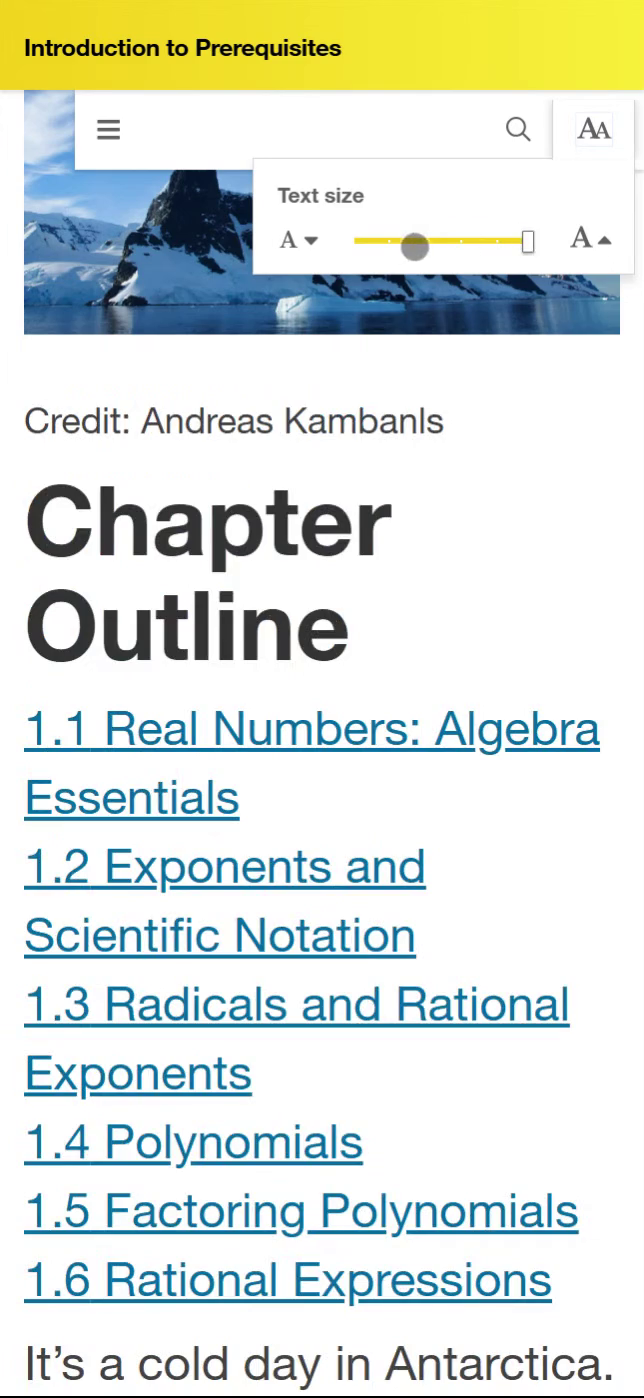 Introduction to Prerequisites
AA
Text size
A A
Credit: Andreas Kambanls
Chapter
Outline
1.1 Real Numbers: Algebra
Essentials
1.2 Exponents and
Scientific Notation
1.3 Radicals and Rational
Exponents
1.4 Polynomials
1.5 Factoring Polynomials
1.6 Rational Expressions
It’s a cold day in Antarctica.